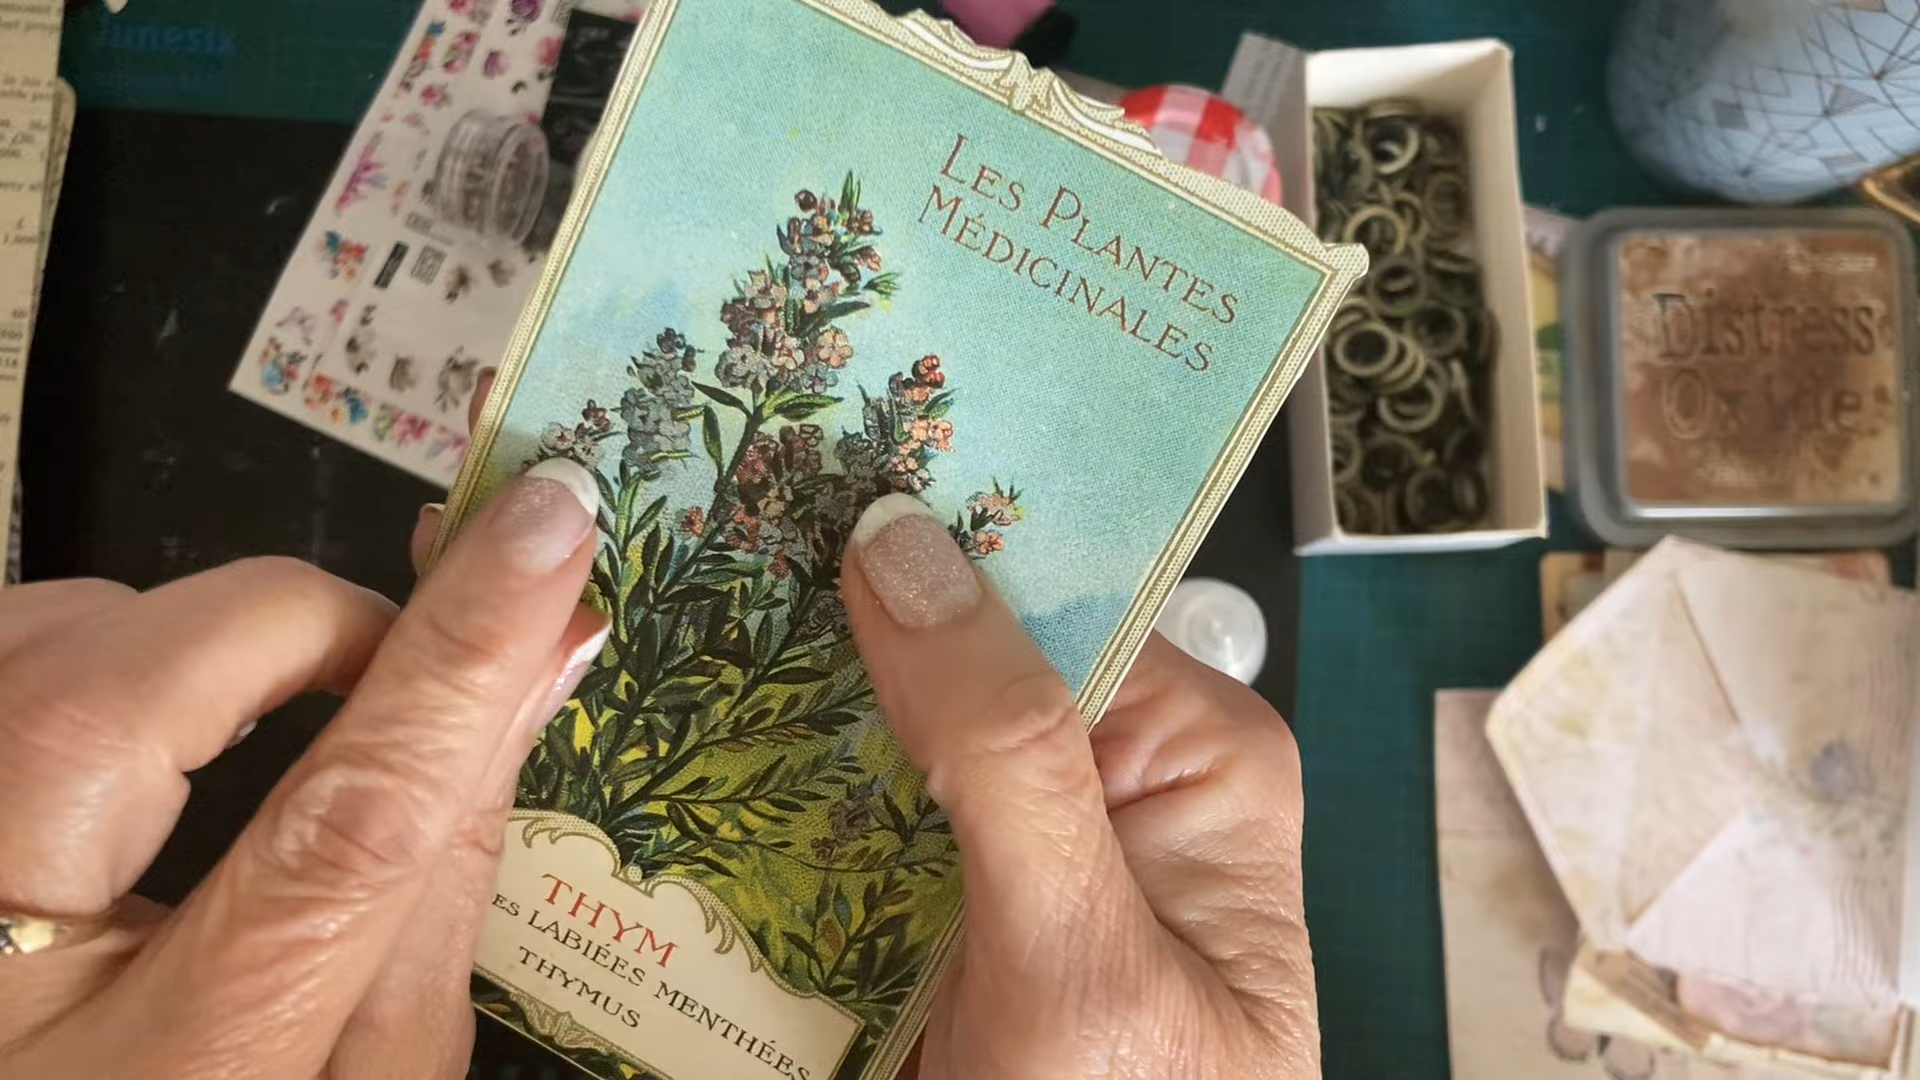 LES PLANTES
MÉDICINALES
THYM
ES LABIÉES MENTHÉES
THYMUS
Distress
Oxide